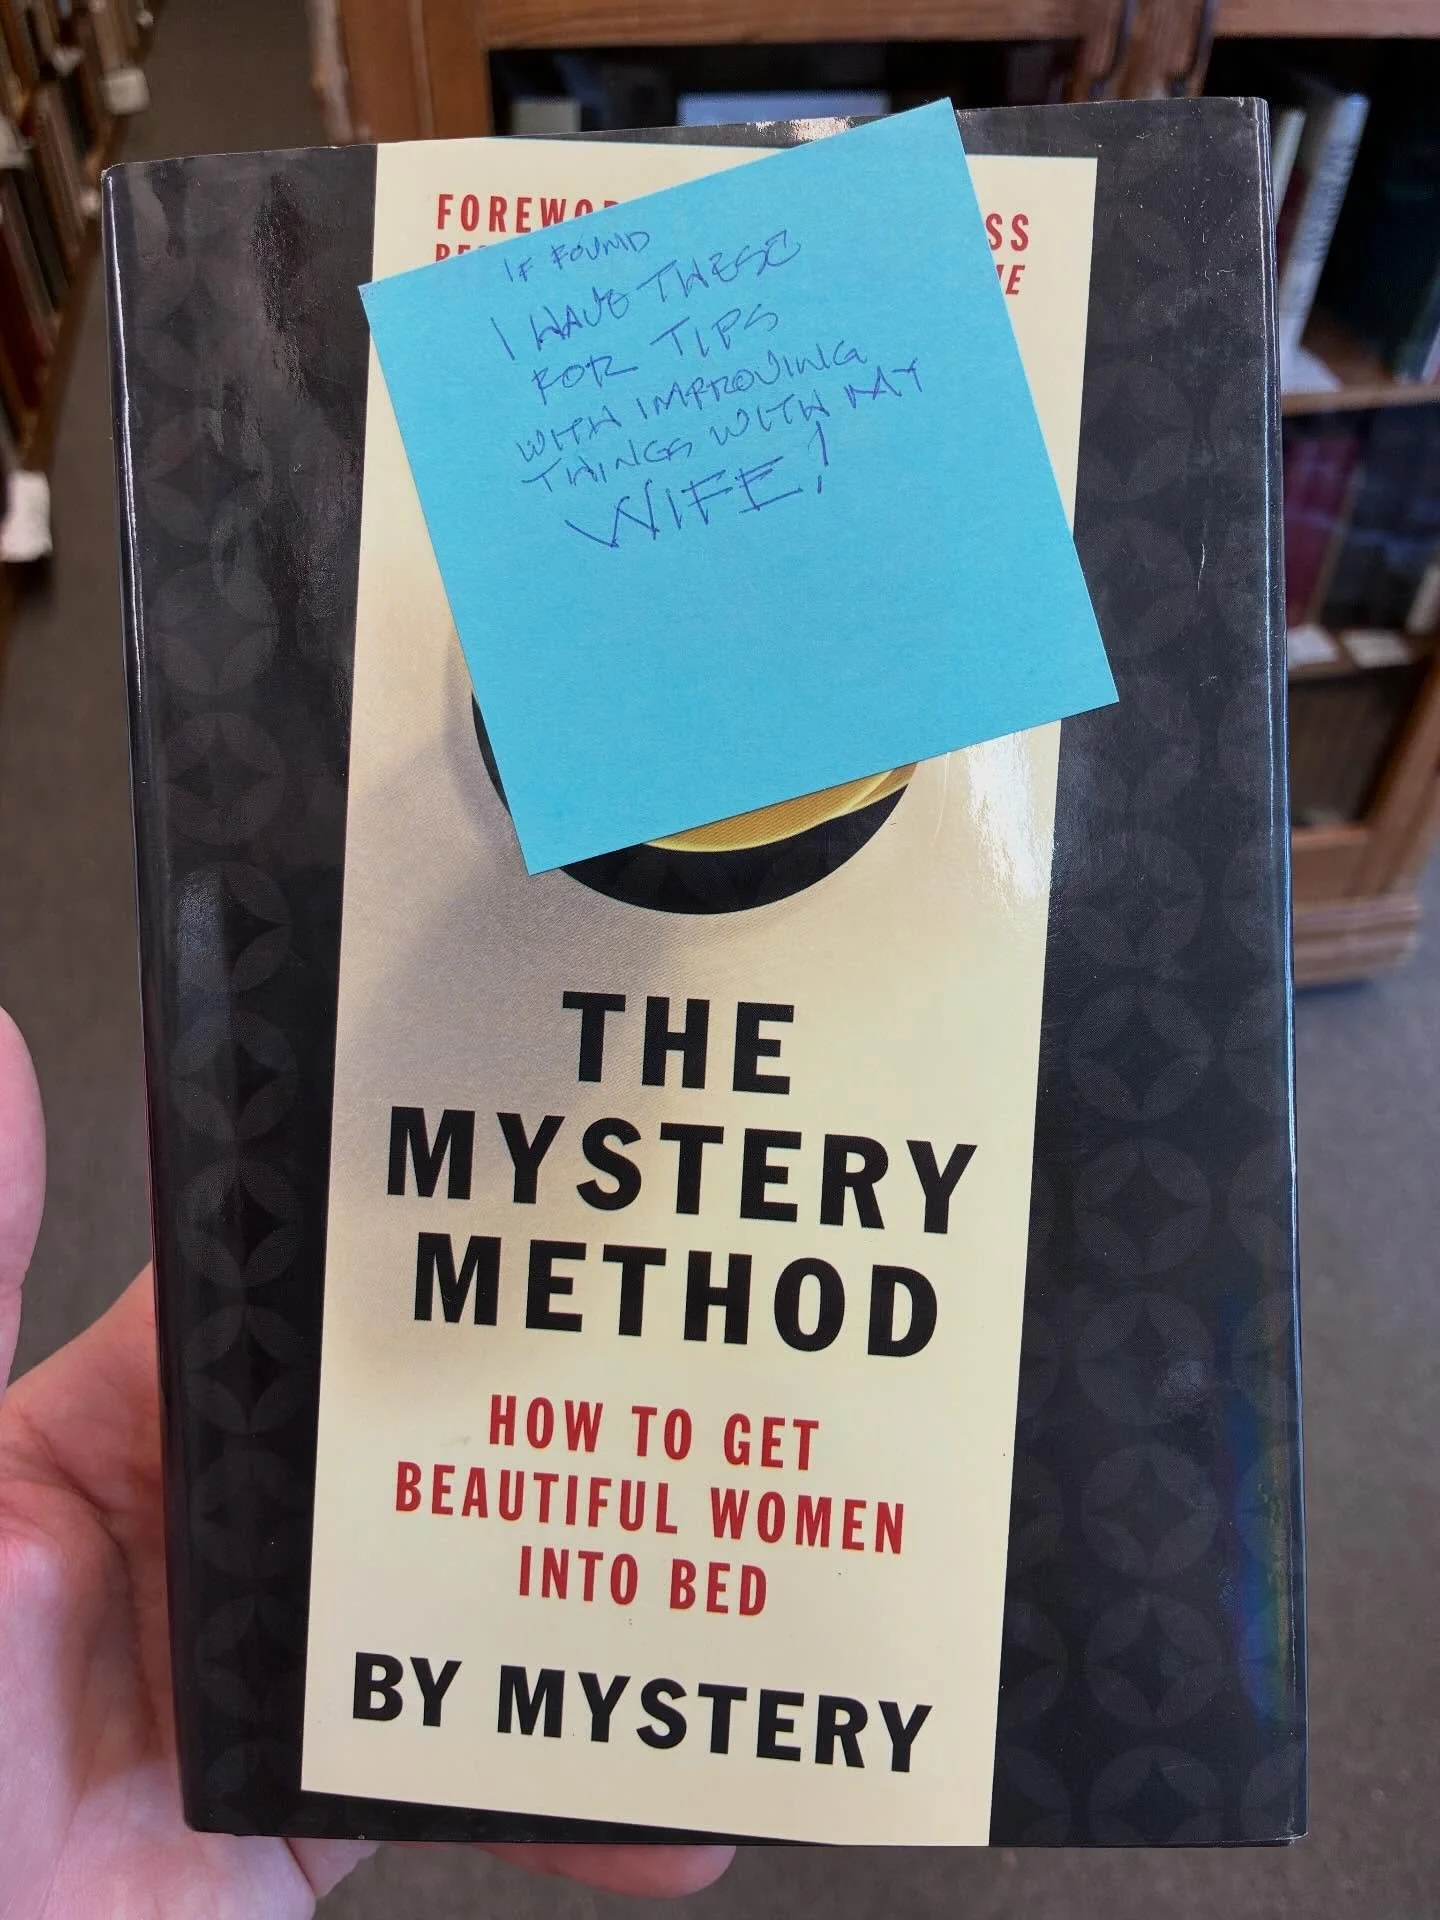 FOREWO
SS
IE
IF FOUND
I HAVE THESE
FOR TIPS
WITH IMPROVING
THINGS WITH MY
WIFE!
THE
MYSTERY
METHOD
HOW TO GET
BEAUTIFUL WOMEN
INTO BED
BY MYSTERY